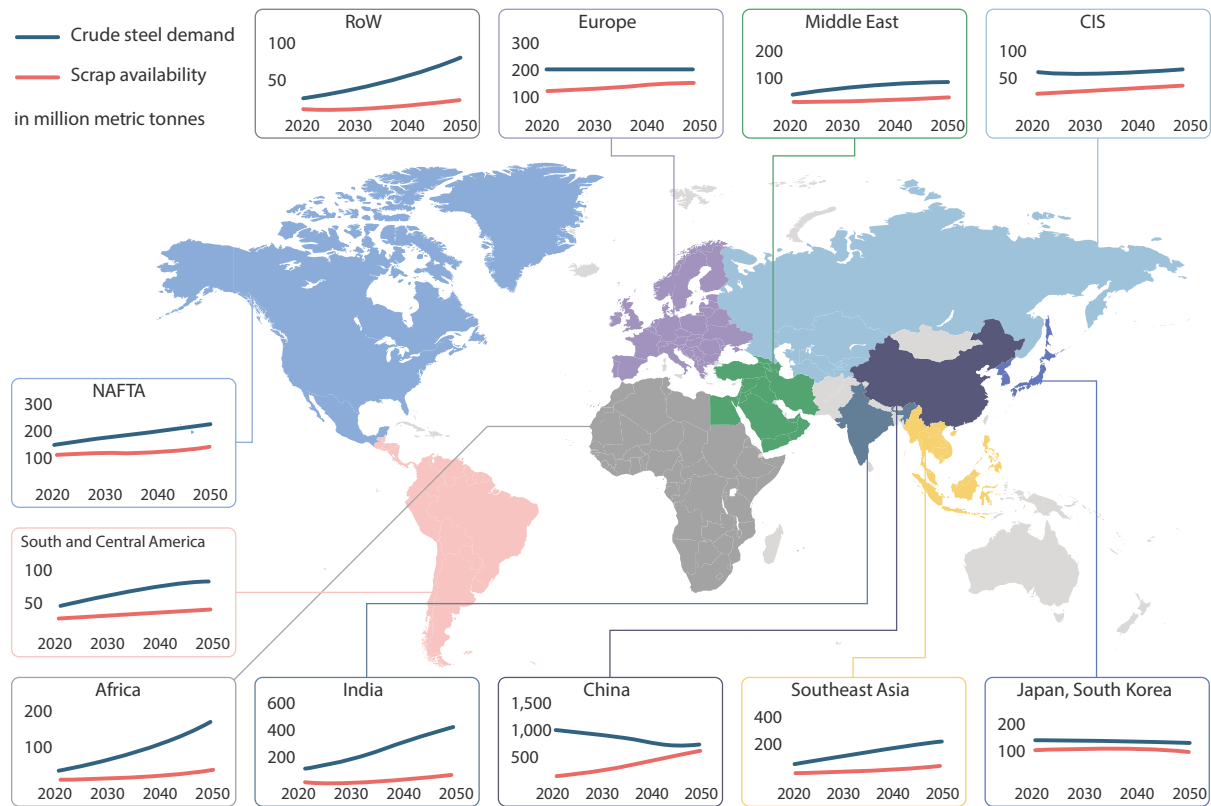 Crude steel demand
Scrap availability
in million metric tonnes
RoW
100
50
2020 2030 2040 2050
Europe
300
200
100
2020 2030 2040 2050
Middle East
200
100
2020 2030 2040 2050
CIS
100
50
2020 2030 2040 2050
NAFTA
300
200
100
2020 2030 2040 2050
South and Central America
100
50
2020 2030 2040 2050
Africa
200
100
2020 2030 2040 2050
India
600
400
200
2020 2030 2040 2050
China
1,500
1,000
500
2020 2030 2040 2050
Southeast Asia
400
200
2020 2030 2040 2050
Japan, South Korea
200
100
2020 2030 2040 2050